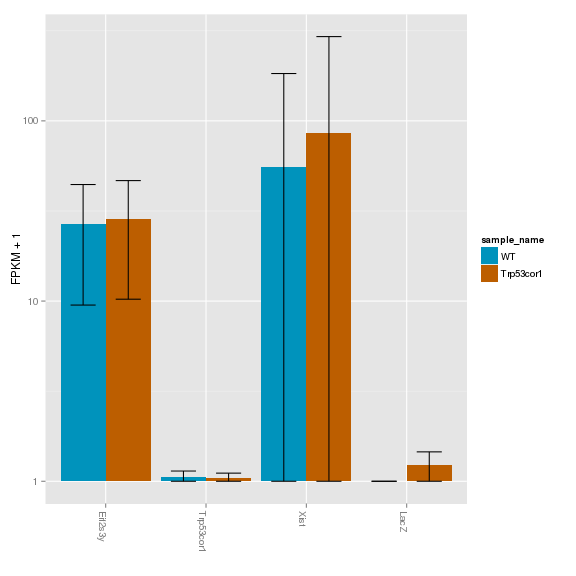 FPKM + 1
100
10
1
Eif2s3y
Trp53cor1
Xist
LacZ
sample_name
WT
Trp53cor1